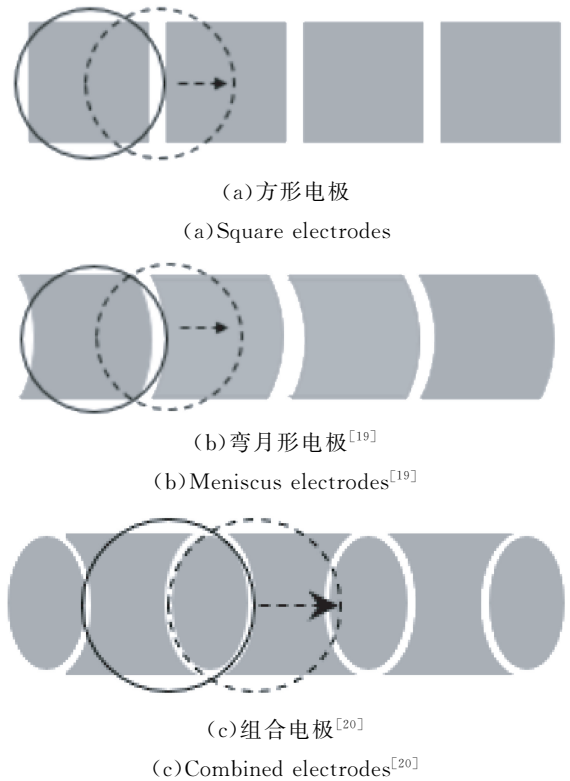 (a)方形电极
(a)Square electrodes
(b)弯月形电极[19]
(b)Meniscus electrodes[19]
(c)组合电极[20]
(c)Combined electrodes[20]